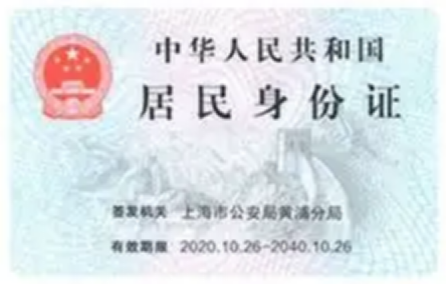 中华人民共和国
居民身份证
签发机关 上海市公安局黄浦分局
有效期限 2020.10.26-2040.10.26